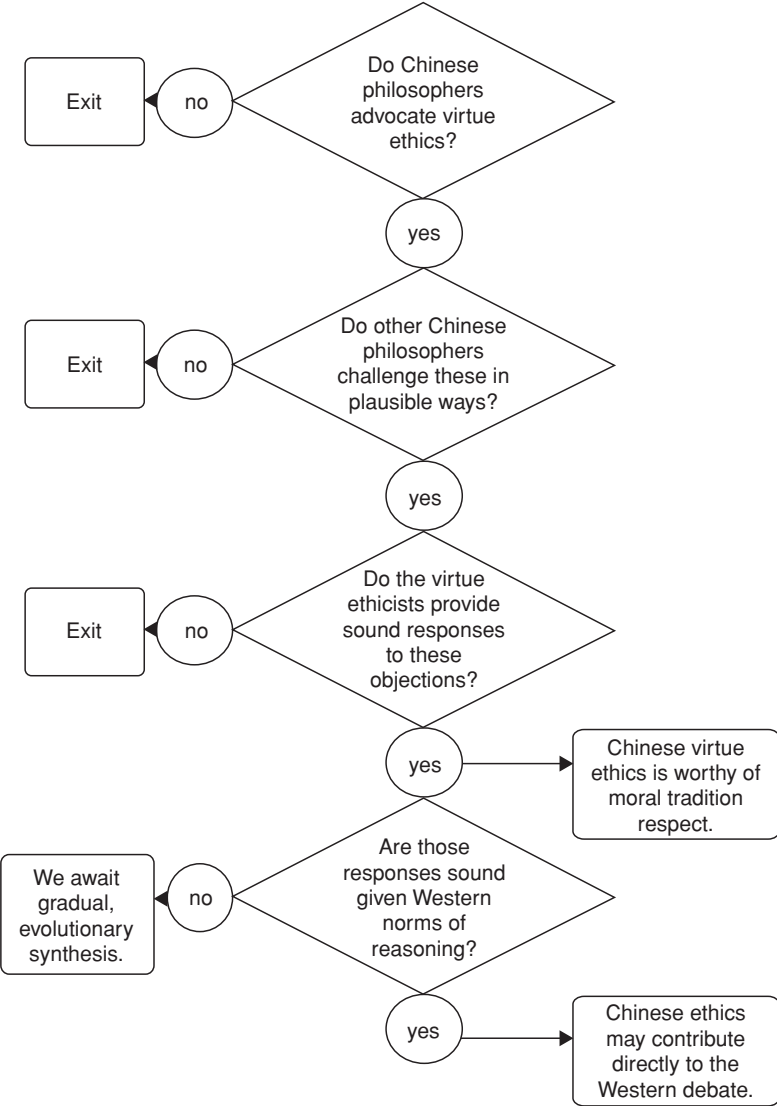 Do Chinese
philosophers
advocate virtue
ethics?
no
Exit
yes
Do other Chinese
philosophers
challenge these in
plausible ways?
no
Exit
yes
Do the virtue
ethicists provide
sound responses
to these
objections?
no
Exit
yes
Chinese virtue
ethics is worthy of
moral tradition
respect.
Are those
responses sound
given Western
norms of
reasoning?
no
We await
gradual,
evolutionary
synthesis.
yes
Chinese ethics
may contribute
directly to the
Western debate.